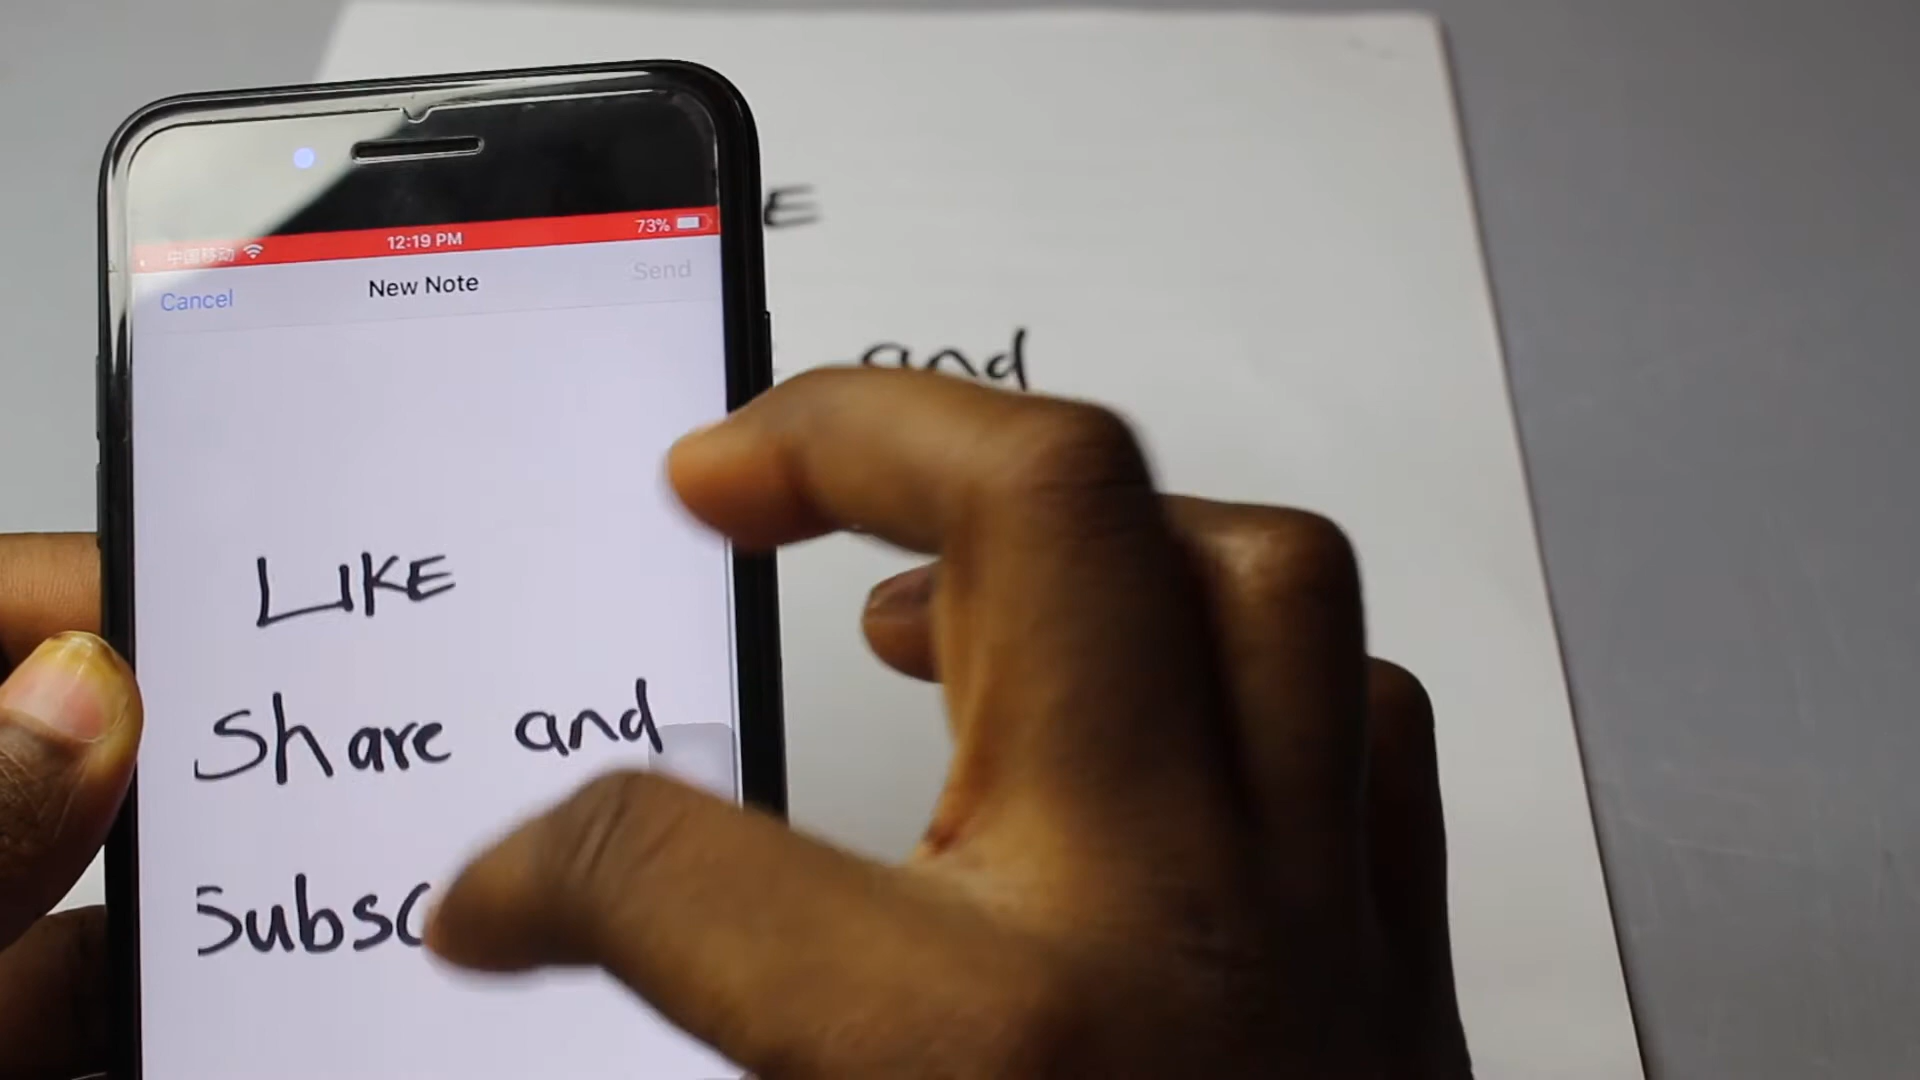 中国移动 12:19 PM 73%
Cancel New Note Send
LIKE
Share and
Subsc
E
and